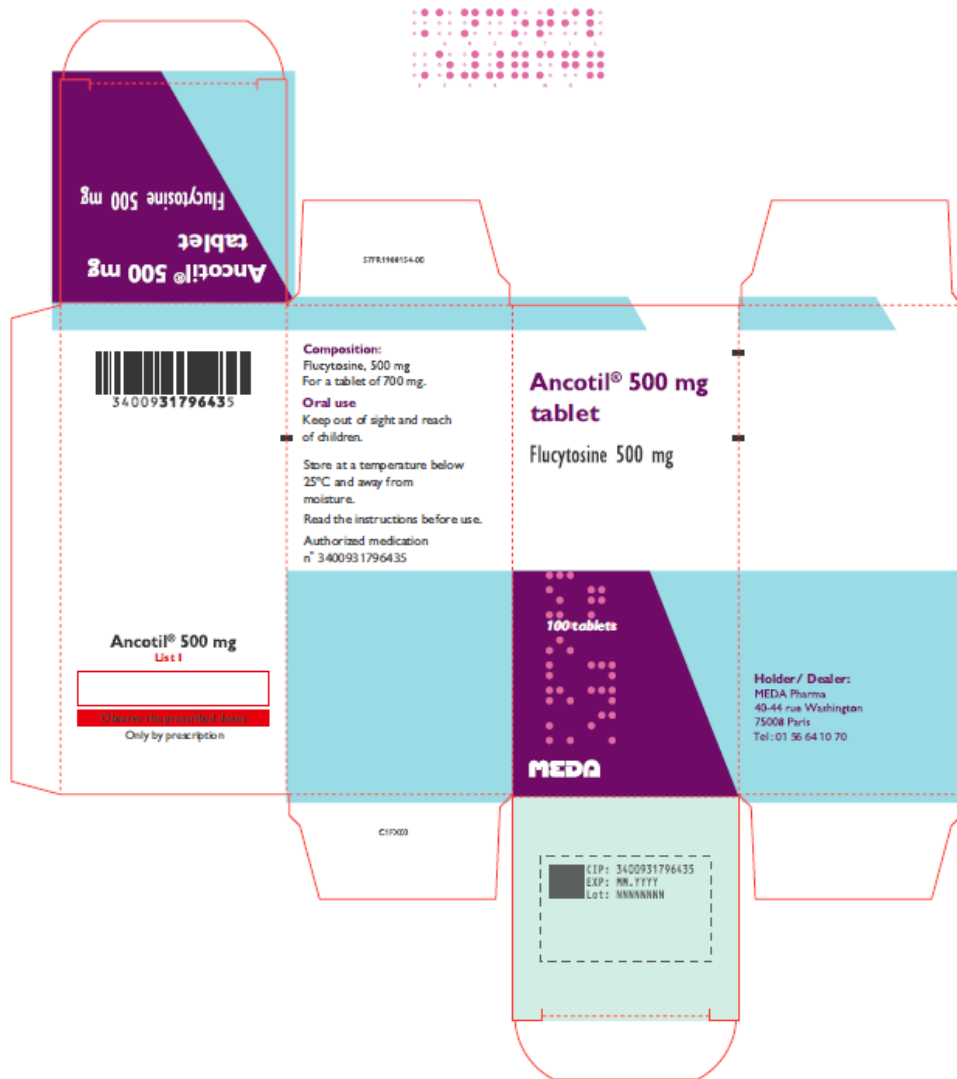 Ancotil® 500 mg
tablet
Flucytosine 500 mg
57FR1960154-00
3400931796435
Composition:
Flucytosine, 500 mg
For a tablet of 700 mg.
Oral use
Keep out of sight and reach
of children.
Store at a temperature below
25°C and away from
moisture.
Read the instructions before use.
Authorized medication
n° 3400931796435
Ancotil® 500 mg
tablet
Flucytosine 500 mg
Ancotil® 500 mg
List I
Observe the prescribed doses
Only by prescription
100 tablets
MEDA
Holder / Dealer:
MEDA Pharma
40-44 rue Washington
75008 Paris
Tel : 01 56 64 10 70
CIP: 3400931796435
EXP: MM.YYYY
Lot: NNNNNNNN